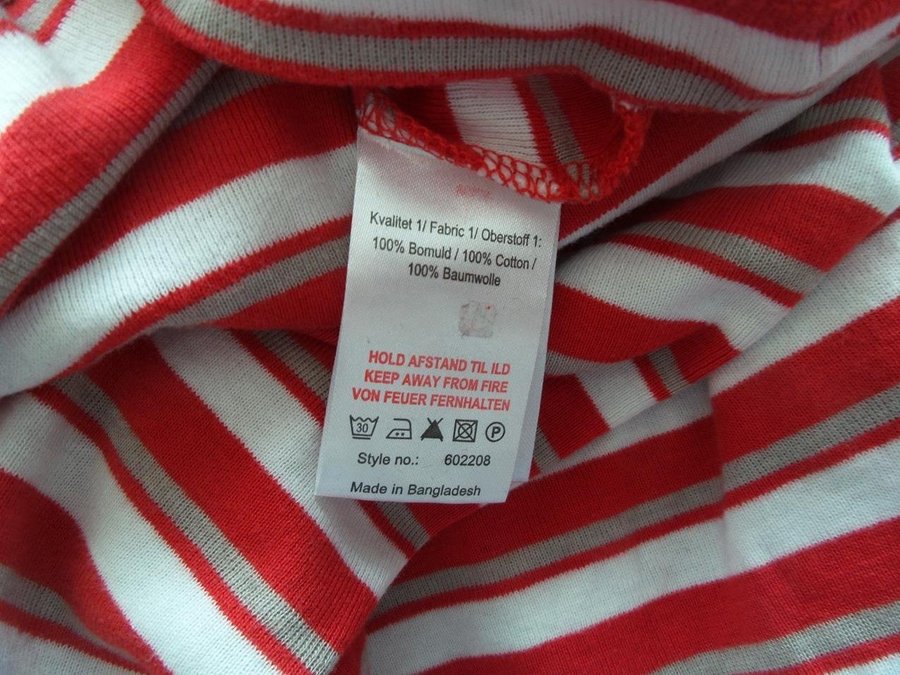 Kvalitet 1/ Fabric 1/ Oberstoff 1:
100% Bomuld / 100% Cotton /
100% Baumwolle
HOLD AFSTAND TIL ILD
KEEP AWAY FROM FIRE
VON FEUER FERNHALTEN
30 P
Style no.: 602208
Made in Bangladesh